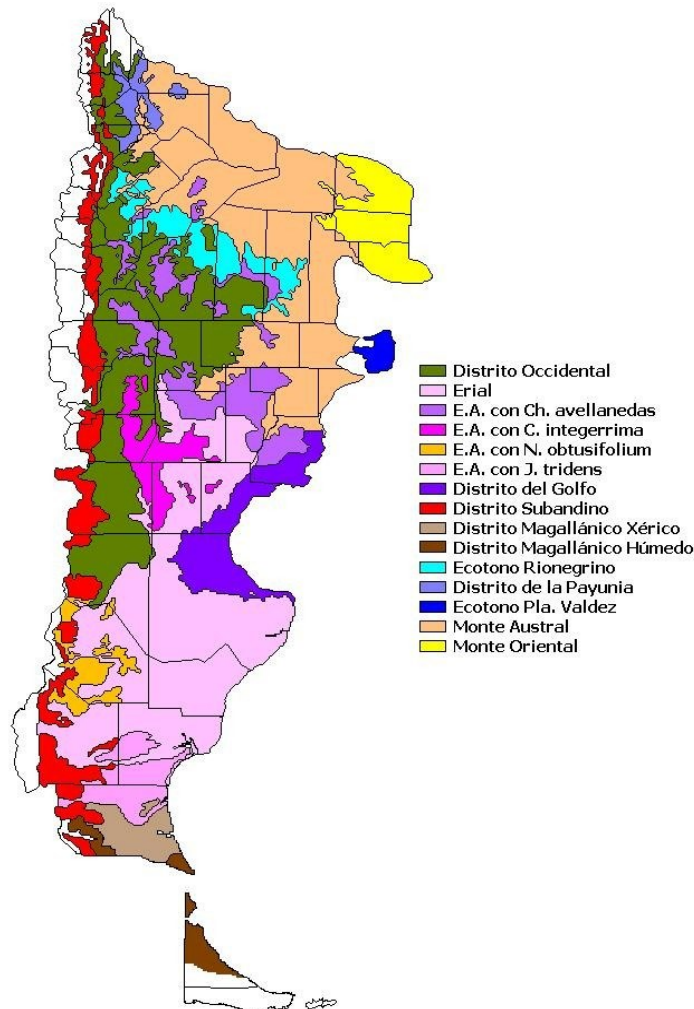 Distrito Occidental
Erial
E.A. con Ch. avellanedas
E.A. con C. integerrima
E.A. con N. obtusifolium
E.A. con J. tridens
Distrito del Golfo
Distrito Subandino
Distrito Magallánico Xérico
Distrito Magallánico Húmedo
Ecotono Rionegrino
Distrito de la Payunia
Ecotono Pla. Valdez
Monte Austral
Monte Oriental